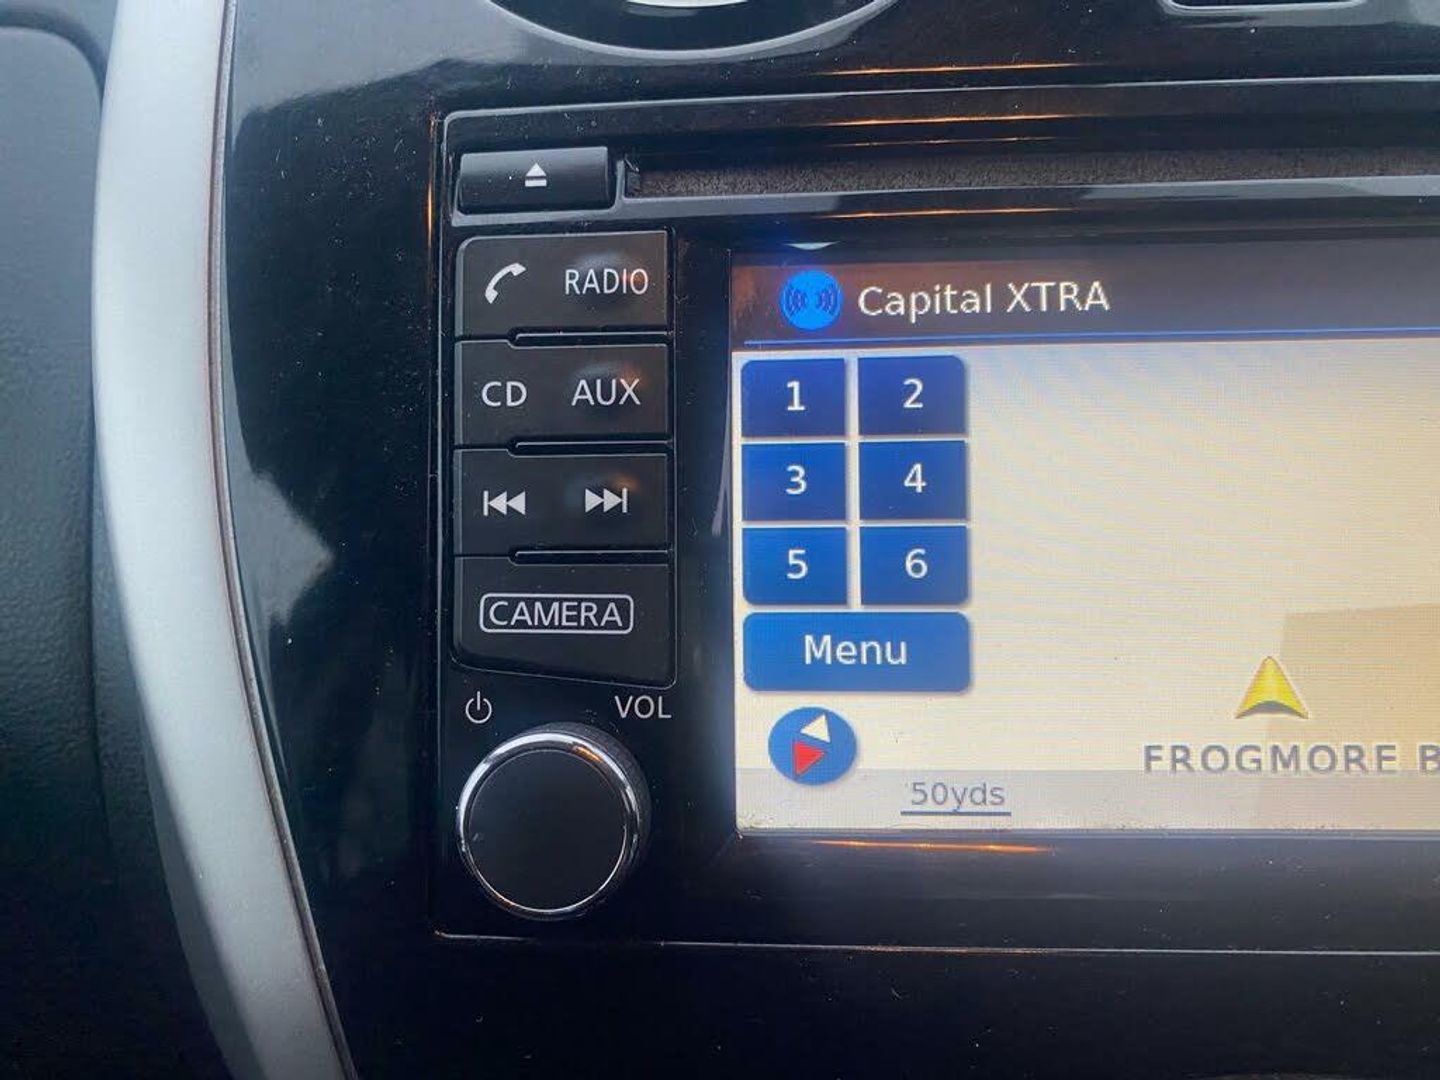 RADIO
CD AUX
CAMERA
VOL
Capital XTRA
1 2
3 4
5 6
Menu
FROGMORE
50yds